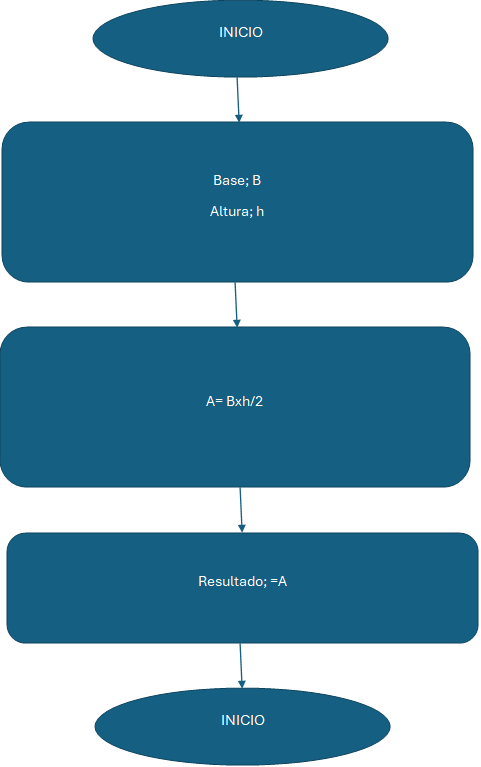 INICIO
Base; B
Altura; h
A= Bxh/2
Resultado; =A
INICIO